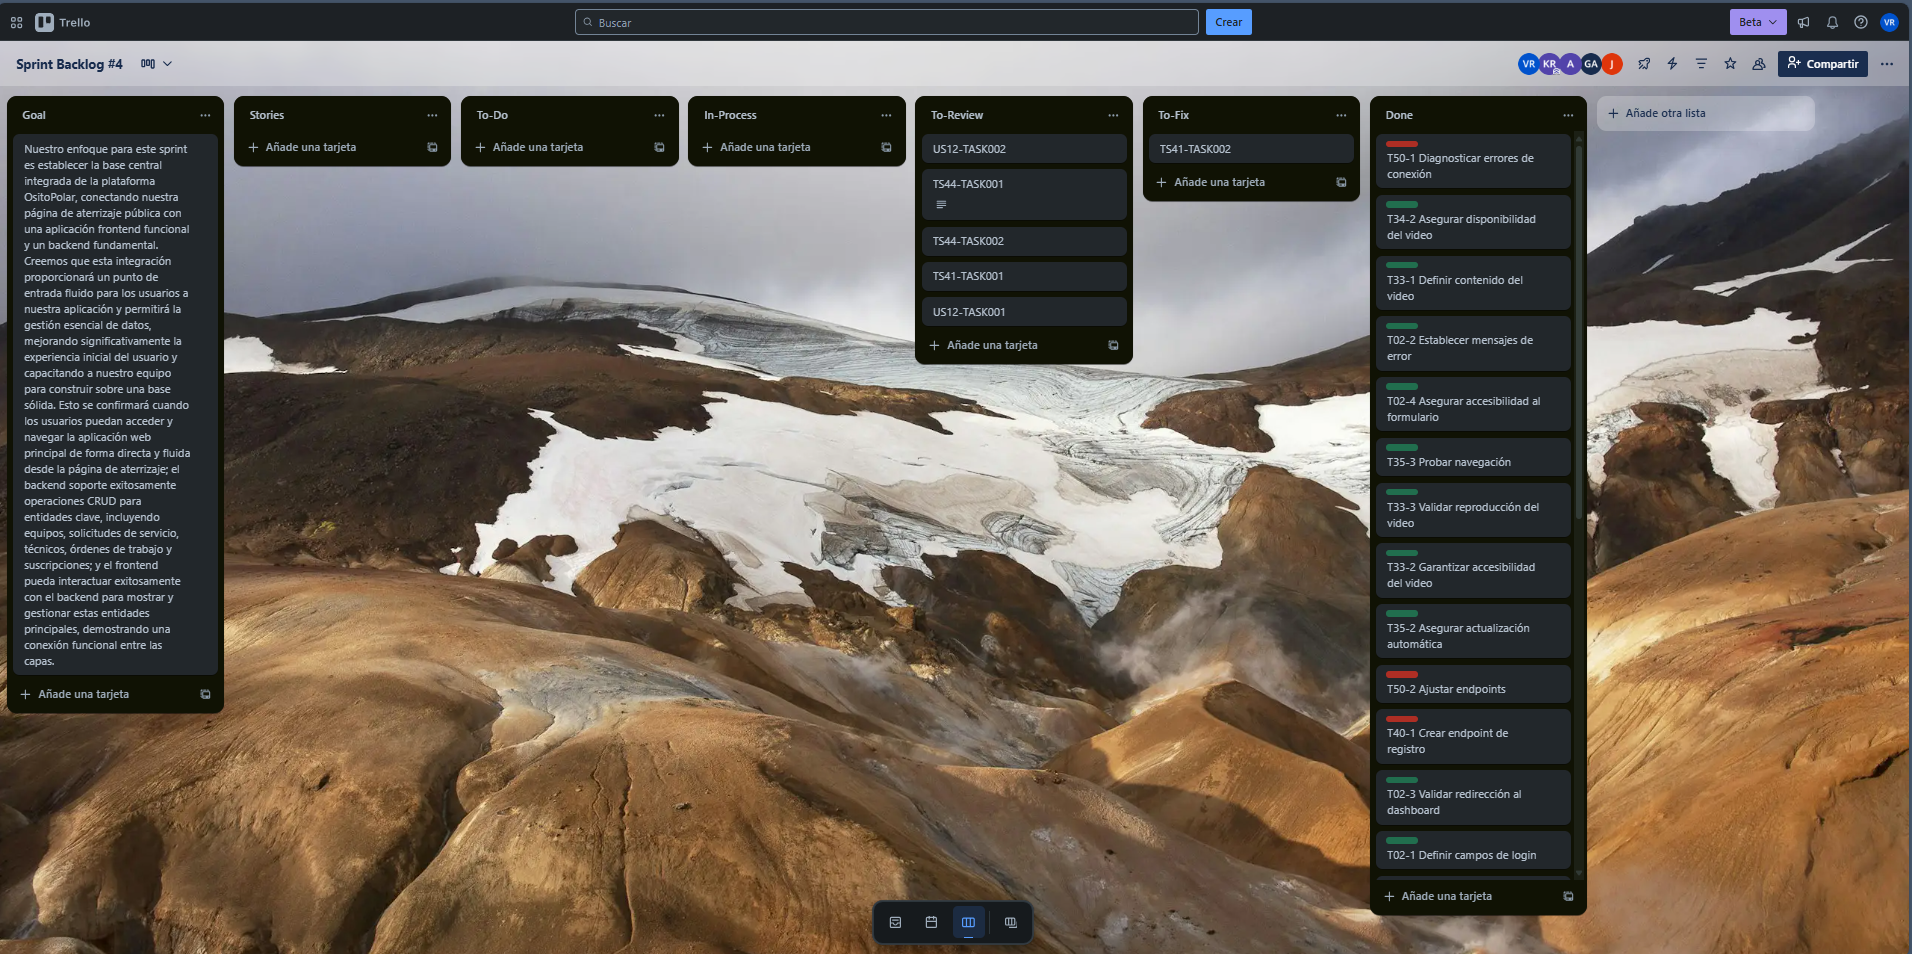 Trello
Buscar
Crear
Beta
VR
Sprint Backlog #4
VR
KR
A
GA
J
Compartir
Goal
Nuestro enfoque para este sprint
es establecer la base central
integrada de la plataforma
OsitoPolar, conectando nuestra
página de aterrizaje pública con
una aplicación frontend funcional
y un backend fundamental.
Creemos que esta integración
proporcionará un punto de
entrada fluido para los usuarios a
nuestra aplicación y permitirá la
gestión esencial de datos,
mejorando significativamente la
experiencia inicial del usuario y
capacitando a nuestro equipo
para construir sobre una base
sólida. Esto se confirmará cuando
los usuarios puedan acceder y
navegar la aplicación web
principal de forma directa y fluida
desde la página de aterrizaje; el
backend soporte exitosamente
operaciones CRUD para
entidades clave, incluyendo
equipos, solicitudes de servicio,
técnicos, órdenes de trabajo y
suscripciones; y el frontend
pueda interactuar exitosamente
con el backend para mostrar y
gestionar estas entidades
principales, demostrando una
conexión funcional entre las
capas.
Añade una tarjeta
Stories
Añade una tarjeta
To-Do
Añade una tarjeta
In-Process
Añade una tarjeta
To-Review
US12-TASK002
TS44-TASK001
TS44-TASK002
TS41-TASK001
US12-TASK001
Añade una tarjeta
To-Fix
TS41-TASK002
Añade una tarjeta
Done
T50-1 Diagnosticar errores de
conexión
T34-2 Asegurar disponibilidad
del video
T33-1 Definir contenido del
video
T02-2 Establecer mensajes de
error
T02-4 Asegurar accesibilidad al
formulario
T35-3 Probar navegación
T33-3 Validar reproducción del
video
T33-2 Garantizar accesibilidad
del video
T35-2 Asegurar actualización
automática
T50-2 Ajustar endpoints
T40-1 Crear endpoint de
registro
T02-3 Validar redirección al
dashboard
T02-1 Definir campos de login
Añade una tarjeta
Añade otra lista